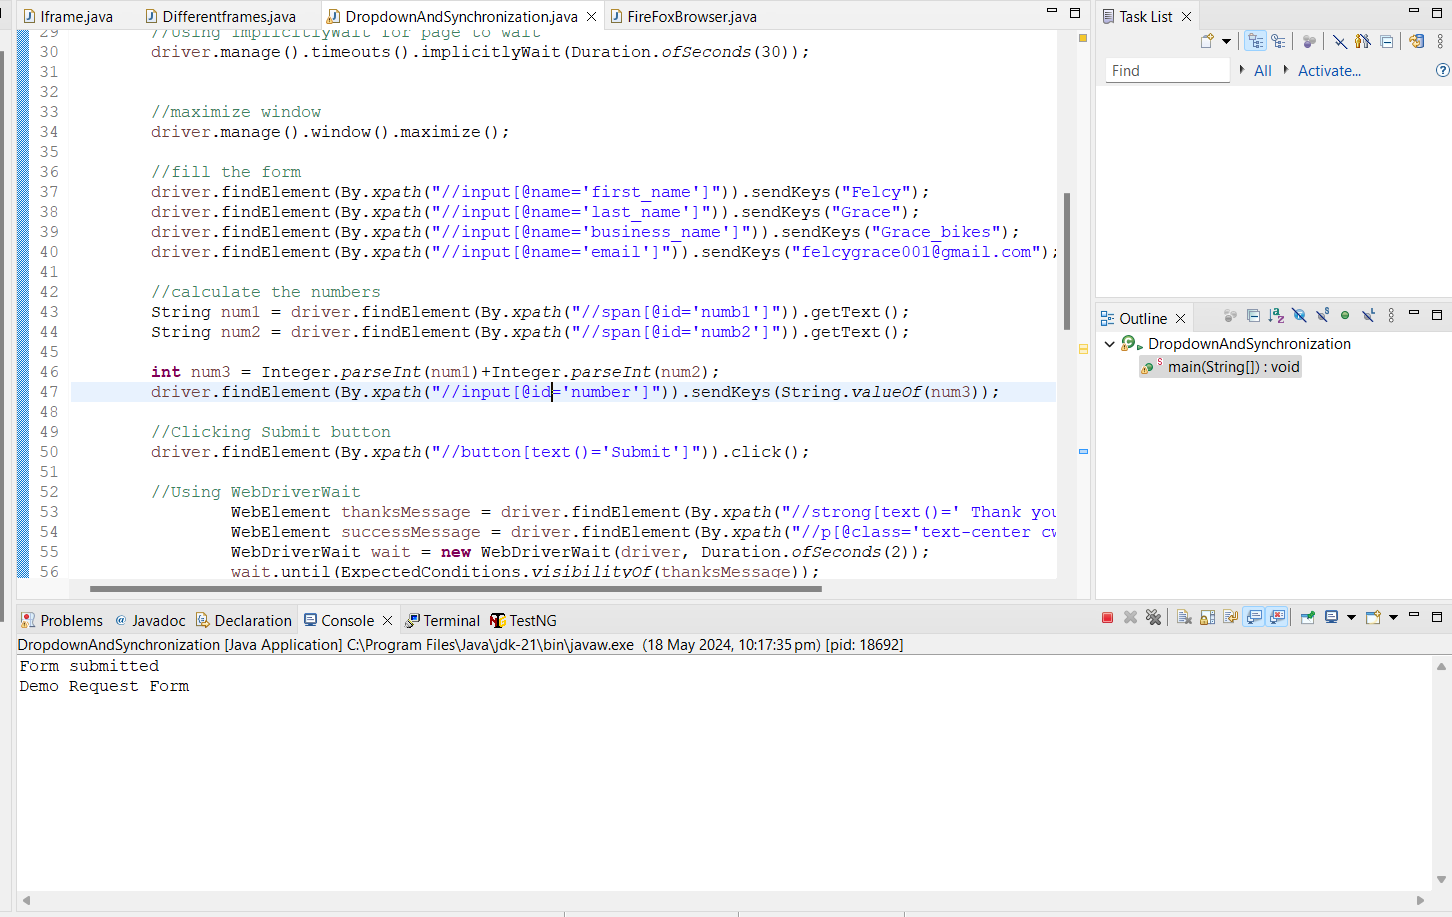 Iframe.java Differentframes.java DropdownAndSynchronization.java FireFoxBrowser.java
29 //Using implicitlyWait for page to wait
30 driver.manage().timeouts().implicitlyWait(Duration.ofSeconds(30));
31
32
33 //maximize window
34 driver.manage().window().maximize();
35
36 //fill the form
37 driver.findElement(By.xpath("//input[@name='first_name']")).sendKeys("Felcy");
38 driver.findElement(By.xpath("//input[@name='last_name']")).sendKeys("Grace");
39 driver.findElement(By.xpath("//input[@name='business_name']")).sendKeys("Grace_bikes");
40 driver.findElement(By.xpath("//input[@name='email']")).sendKeys("felcygrace001@gmail.com");
41
42 //calculate the numbers
43 String num1 = driver.findElement(By.xpath("//span[@id='numb1']")).getText();
44 String num2 = driver.findElement(By.xpath("//span[@id='numb2']")).getText();
45
46 int num3 = Integer.parseInt(num1)+Integer.parseInt(num2);
47 driver.findElement(By.xpath("//input[@id='number']")).sendKeys(String.valueOf(num3));
48
49 //Clicking Submit button
50 driver.findElement(By.xpath("//button[text()='Submit']")).click();
51
52 //Using WebDriverWait
53 WebElement thanksMessage = driver.findElement(By.xpath("//strong[text()=' Thank you
54 WebElement successMessage = driver.findElement(By.xpath("//p[@class='text-center cw
55 WebDriverWait wait = new WebDriverWait(driver, Duration.ofSeconds(2));
56 wait.until(ExpectedConditions.visibilityOf(thanksMessage));
Task List
Find All Activate...
Outline
DropdownAndSynchronization
main(String[]) : void
Problems Javadoc Declaration Console Terminal TestNG
DropdownAndSynchronization [Java Application] C:\Program Files\Java\jdk-21\bin\javaw.exe (18 May 2024, 10:17:35 pm) [pid: 18692]
Form submitted
Demo Request Form